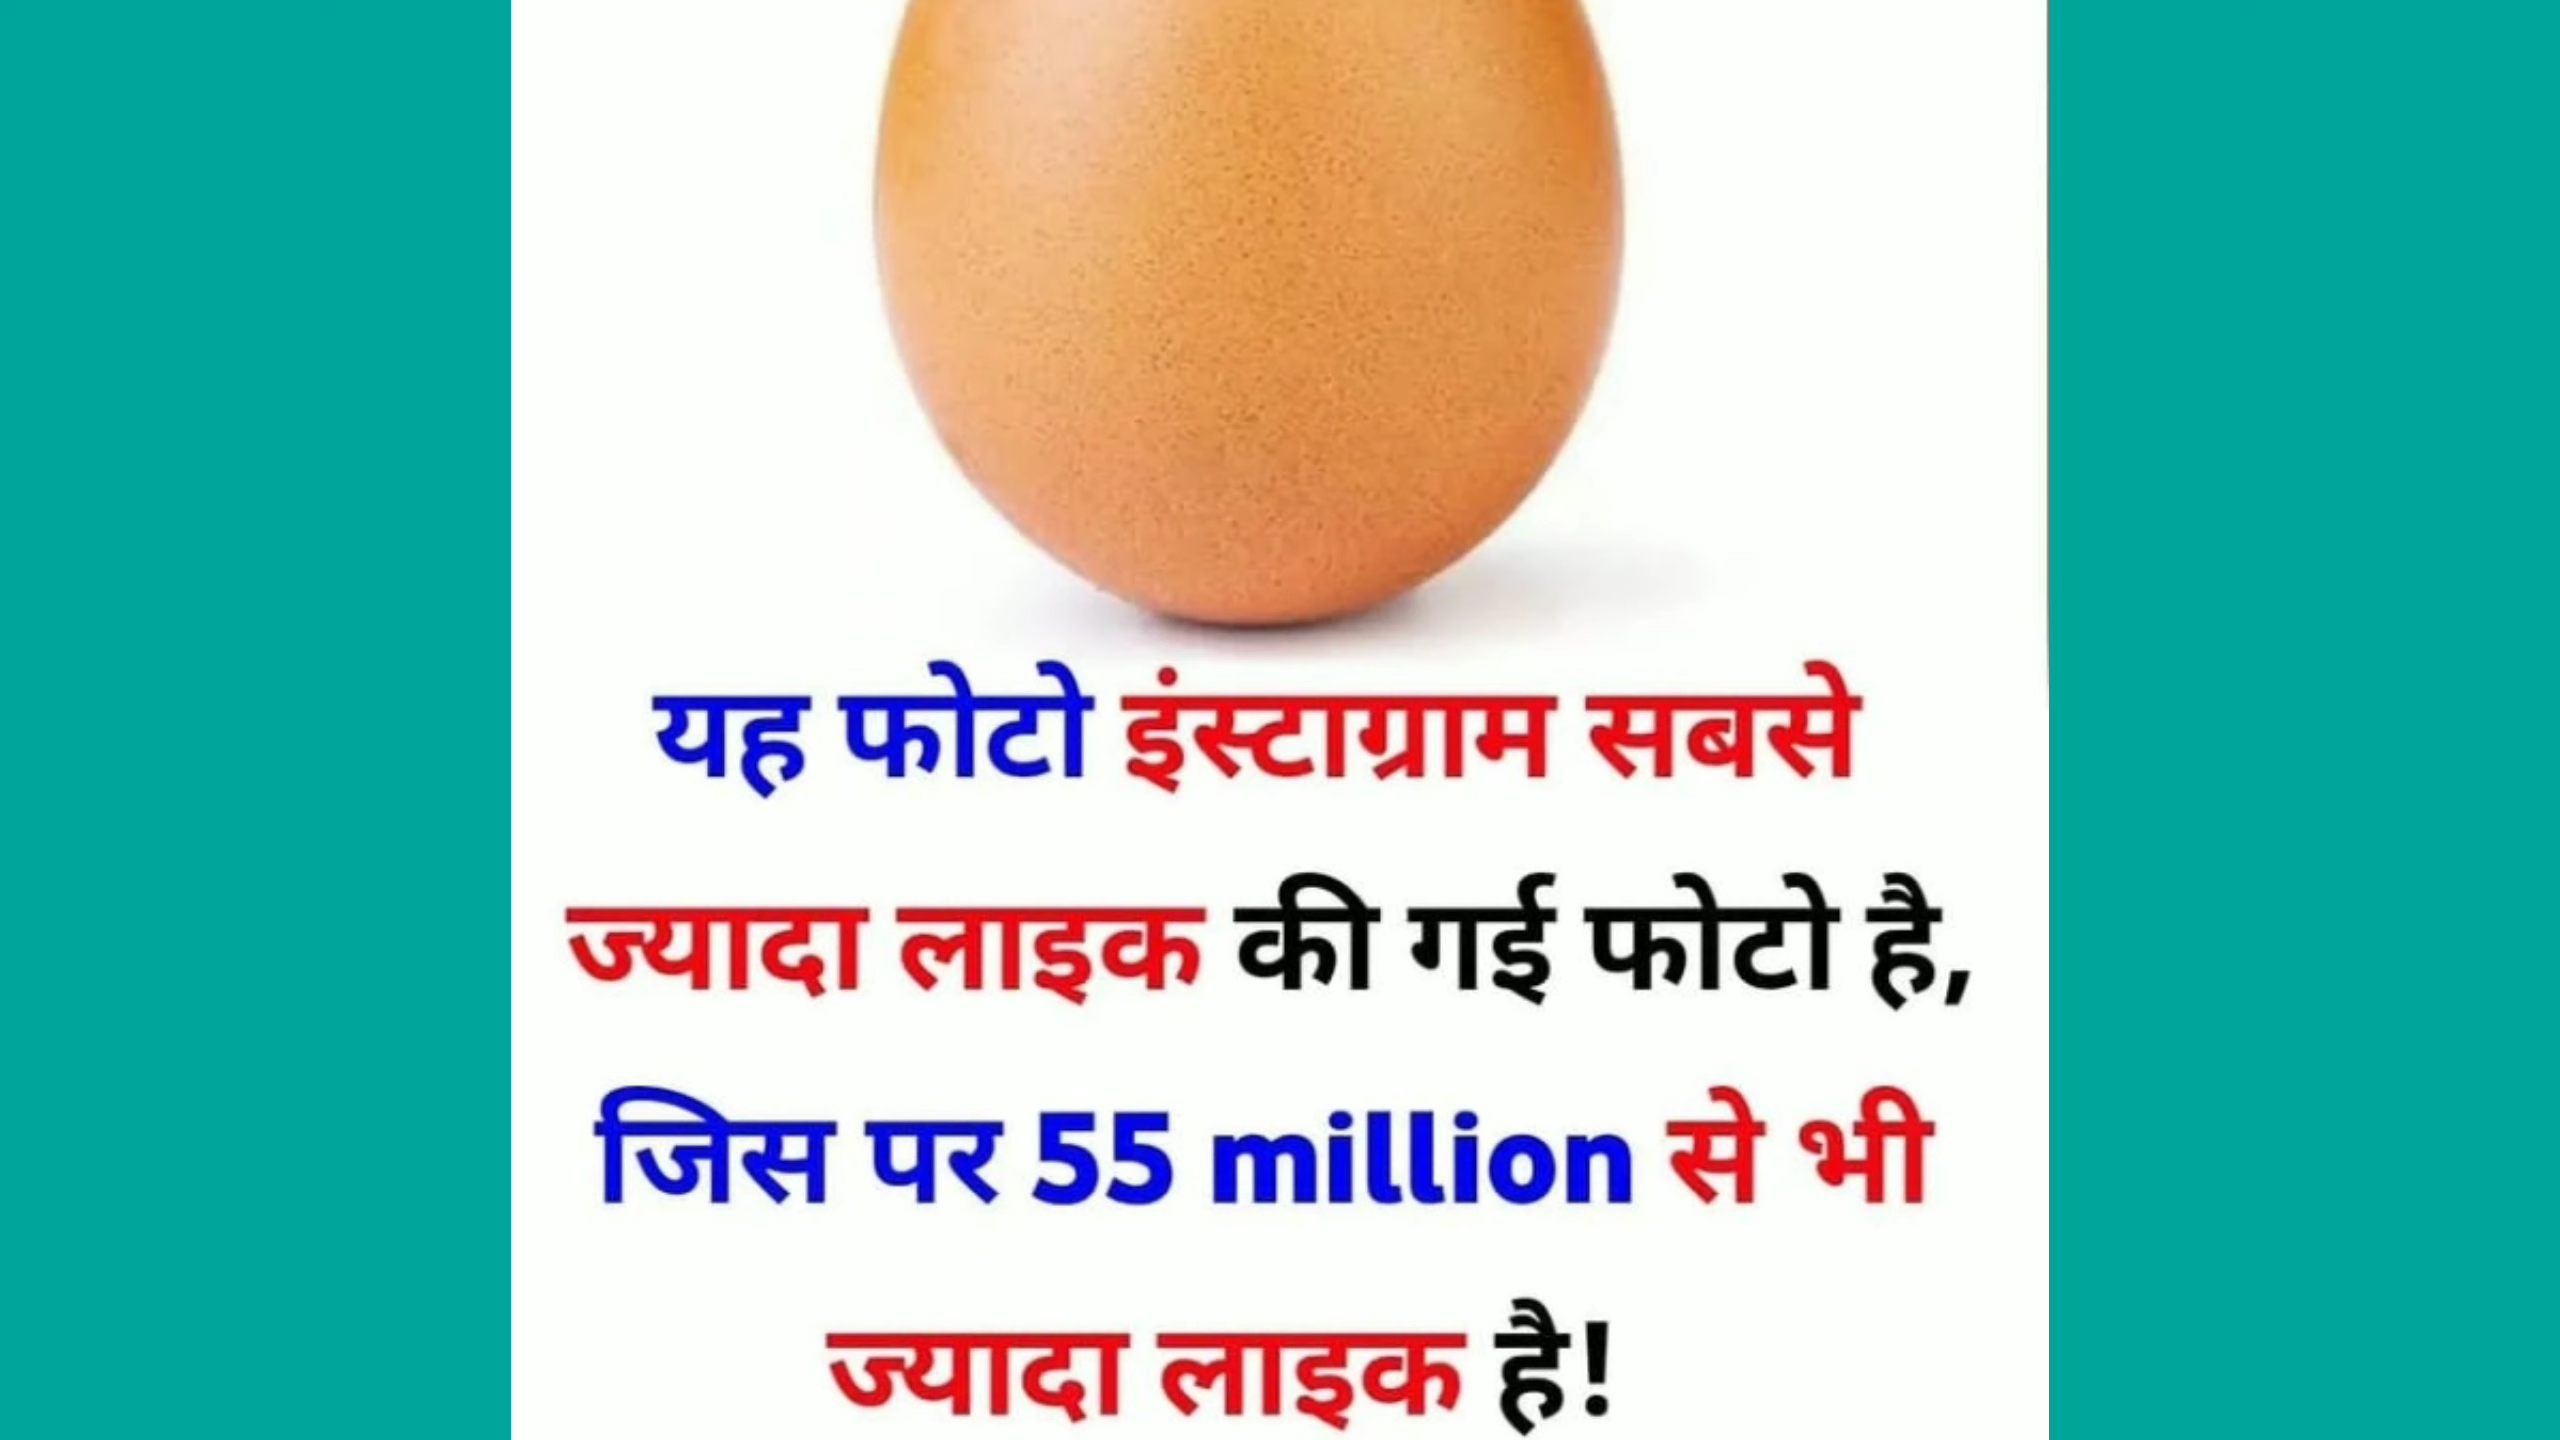 यह फोटो इंस्टाग्राम सबसे
ज्यादा लाइक की गई फोटो है,
जिस पर 55 million से भी
ज्यादा लाइक है!